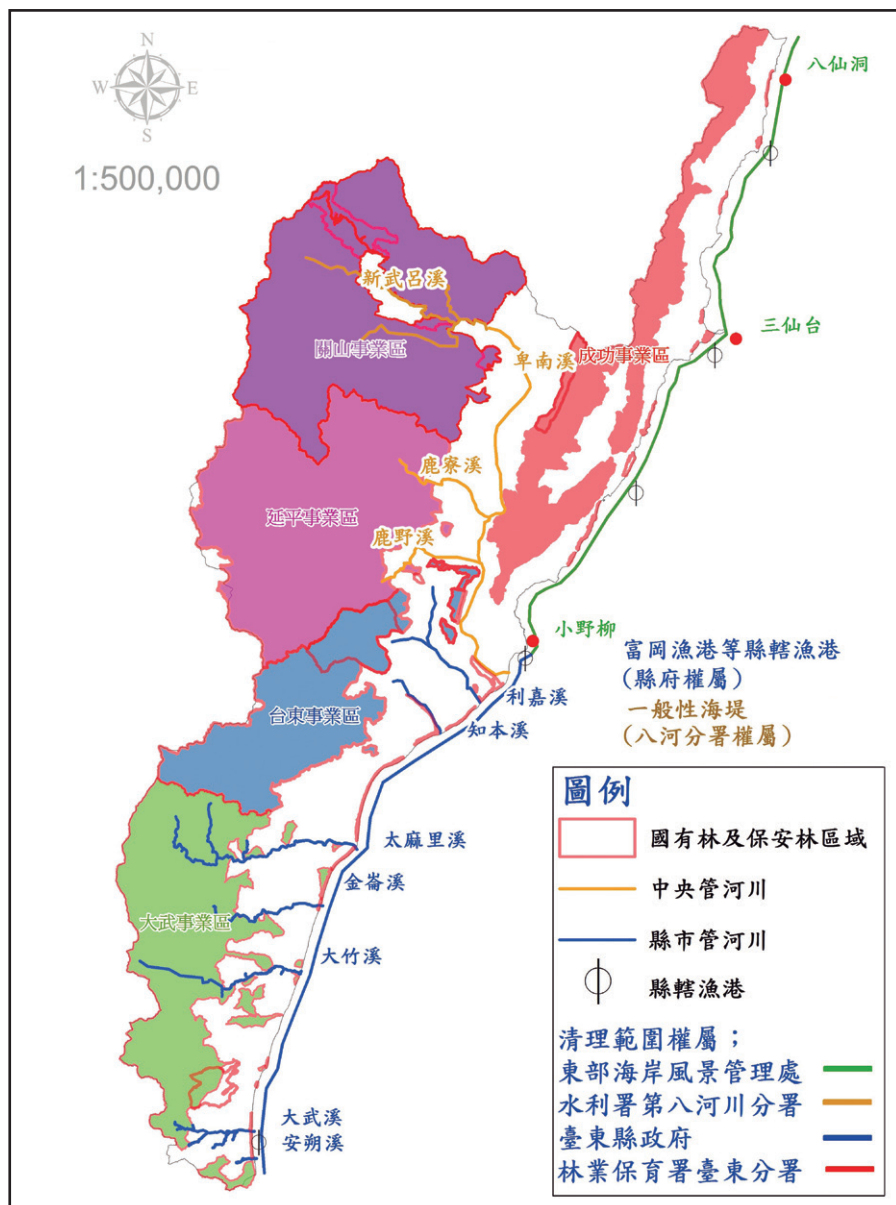 N
W E
S
1:500,000
八仙洞
新武呂溪
三仙台
關山事業區
卑南溪
成功事業區
鹿寮溪
延平事業區
鹿野溪
小野柳
富岡漁港等縣轄漁港
(縣府權屬)
一般性海堤
(八河分署權屬)
利嘉溪
台東事業區
知本溪
太麻里溪
金崙溪
大武事業區
大竹溪
大武溪
安朔溪
圖例
國有林及保安林區域
中央管河川
縣市管河川
縣轄漁港
清理範圍權屬；
東部海岸風景管理處
水利署第八河川分署
臺東縣政府
林業保育署臺東分署